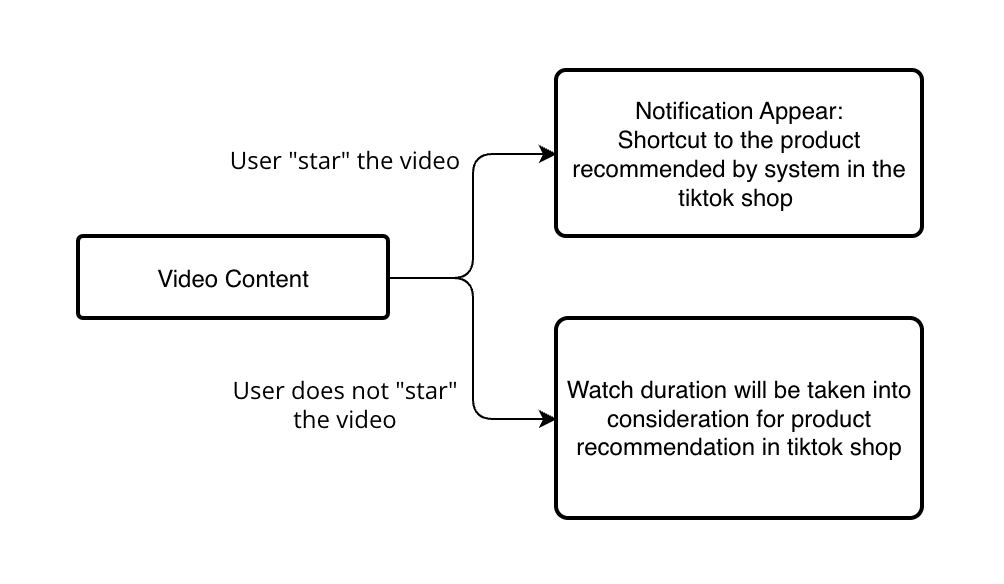 Notification Appear:
Shortcut to the product
recommended by system in the
tiktok shop
User "star" the video
Video Content
User does not "star"
the video
Watch duration will be taken into
consideration for product
recommendation in tiktok shop